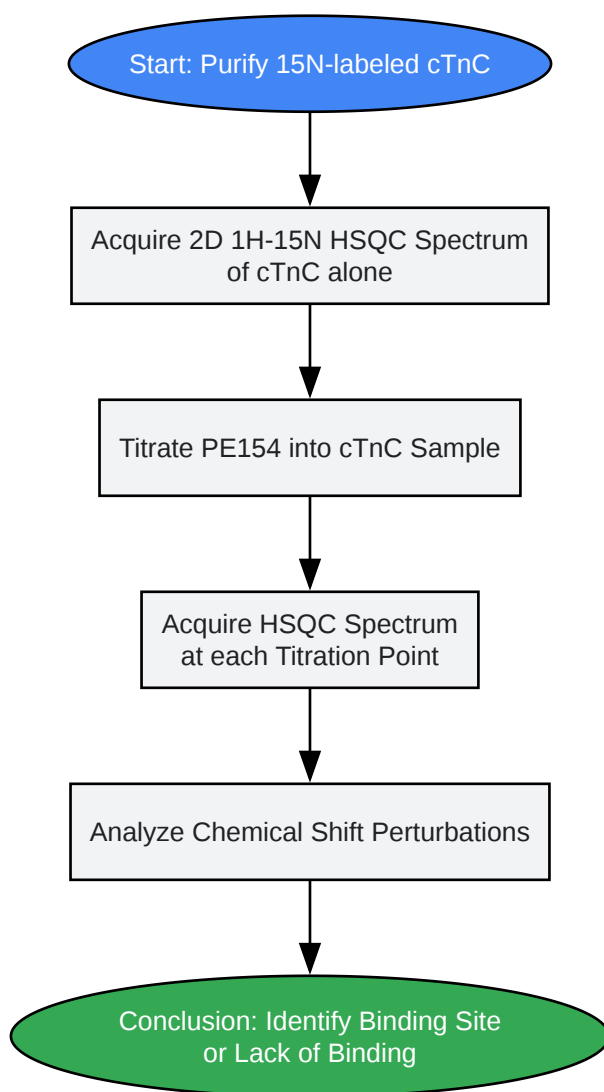 Start: Purify 15N-labeled cTnC
Acquire 2D 1H-15N HSQC Spectrum
of cTnC alone
Titrate PE154 into cTnC Sample
Acquire HSQC Spectrum
at each Titration Point
Analyze Chemical Shift Perturbations
Conclusion: Identify Binding Site
or Lack of Binding